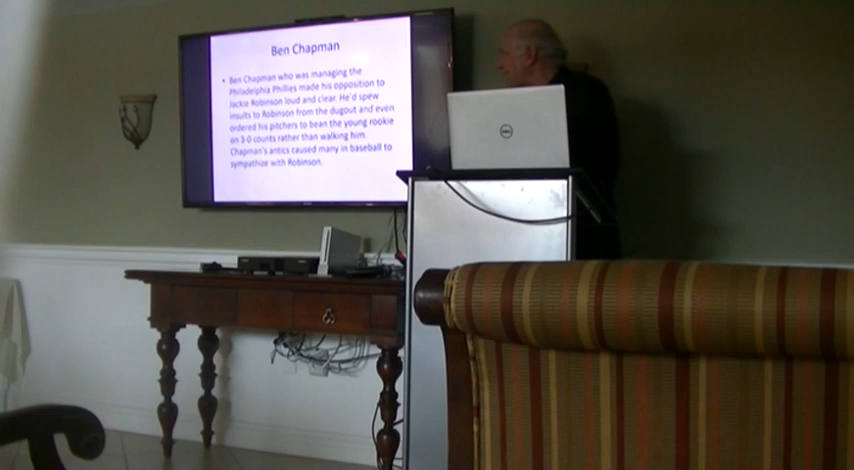 Ben Chapman
• Ben Chapman who was managing the
Philadelphia Phillies made his opposition to
Jackie Robinson loud and clear. He'd spew
insults to Robinson from the dugout and even
ordered his pitchers to bean the young rookie
on 3-0 counts rather than walking him.
Chapman's antics caused many in baseball to
sympathize with Robinson.
DELL